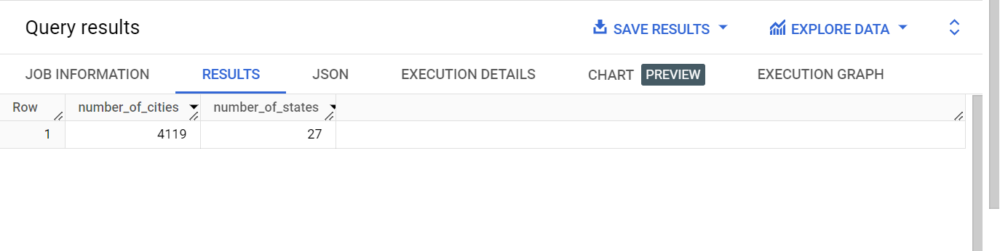 Query results SAVE RESULTS EXPLORE DATA
JOB INFORMATION RESULTS JSON EXECUTION DETAILS CHART PREVIEW EXECUTION GRAPH
Row number_of_cities number_of_states
1 4119 27